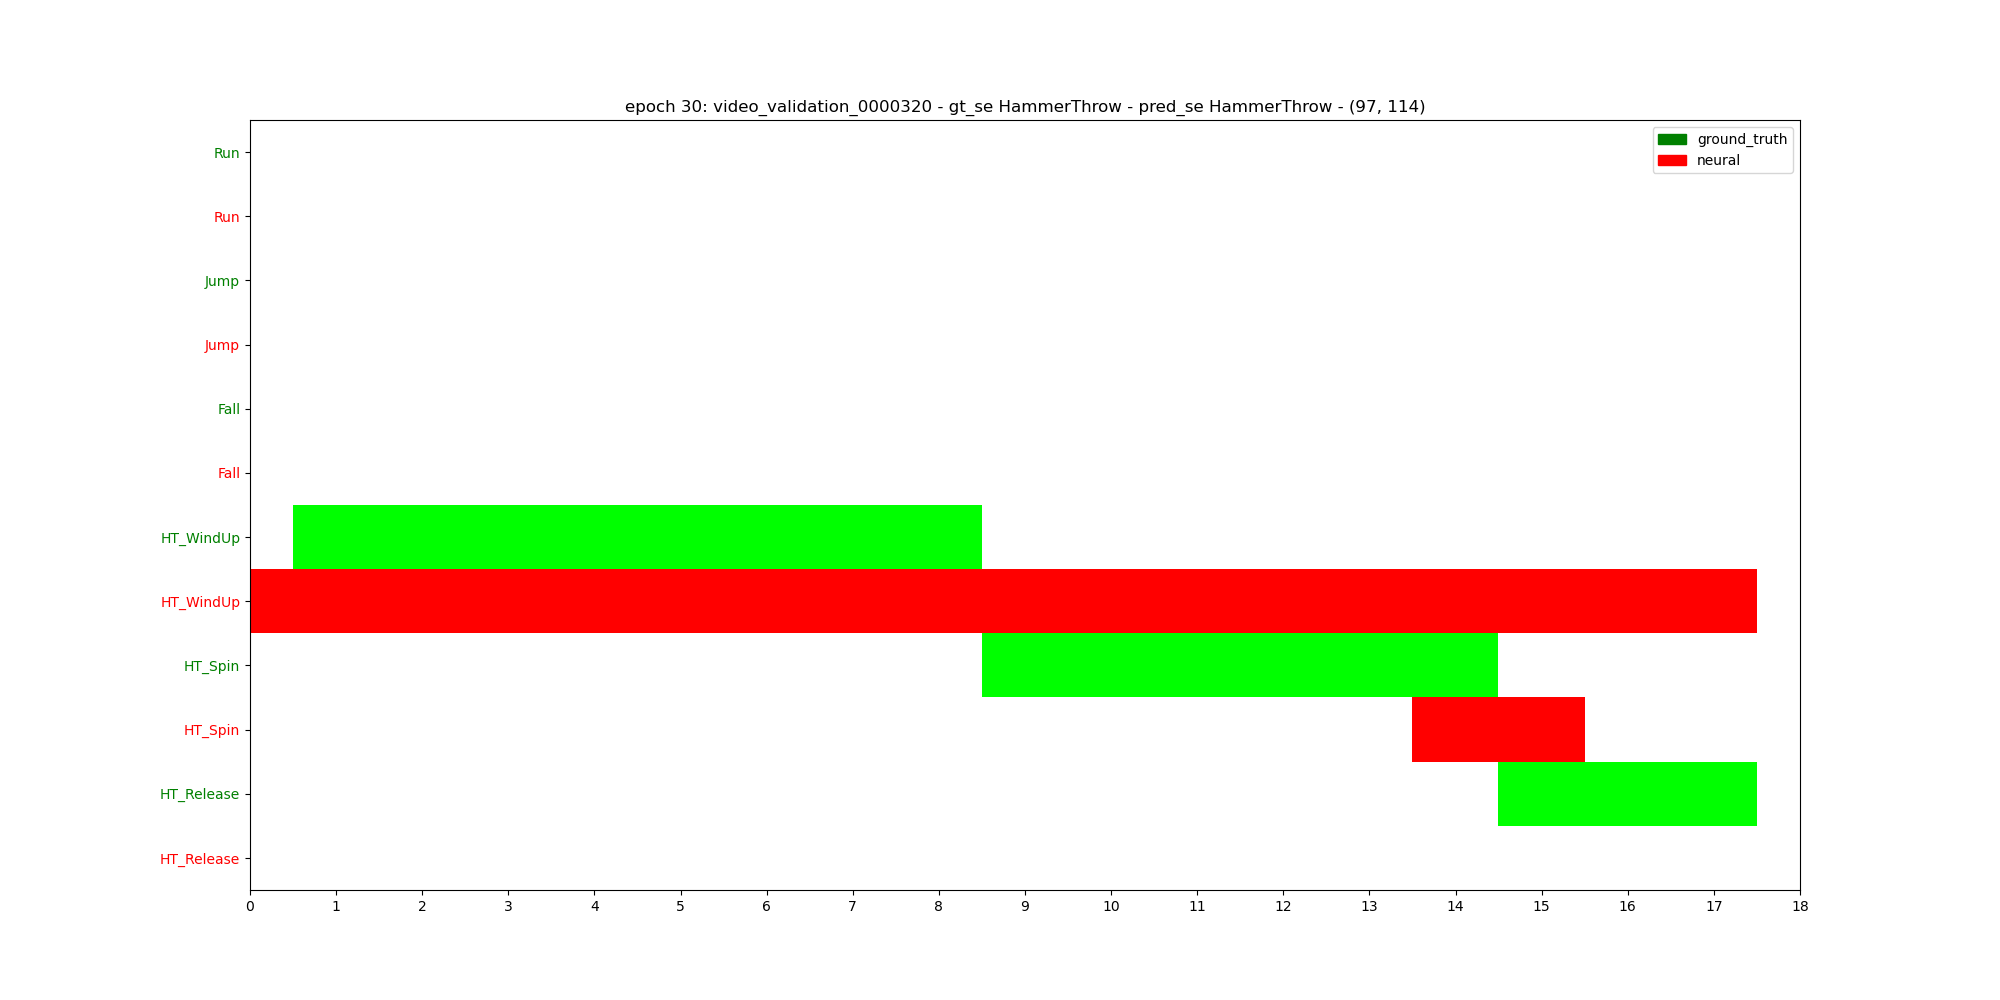 epoch 30: video_validation_0000320 - gt_se HammerThrow - pred_se HammerThrow - (97, 114)
ground_truth
neural
Run
Run
Jump
Jump
Fall
Fall
HT_WindUp
HT_WindUp
HT_Spin
HT_Spin
HT_Release
HT_Release
0 1 2 3 4 5 6 7 8 9 10 11 12 13 14 15 16 17 18